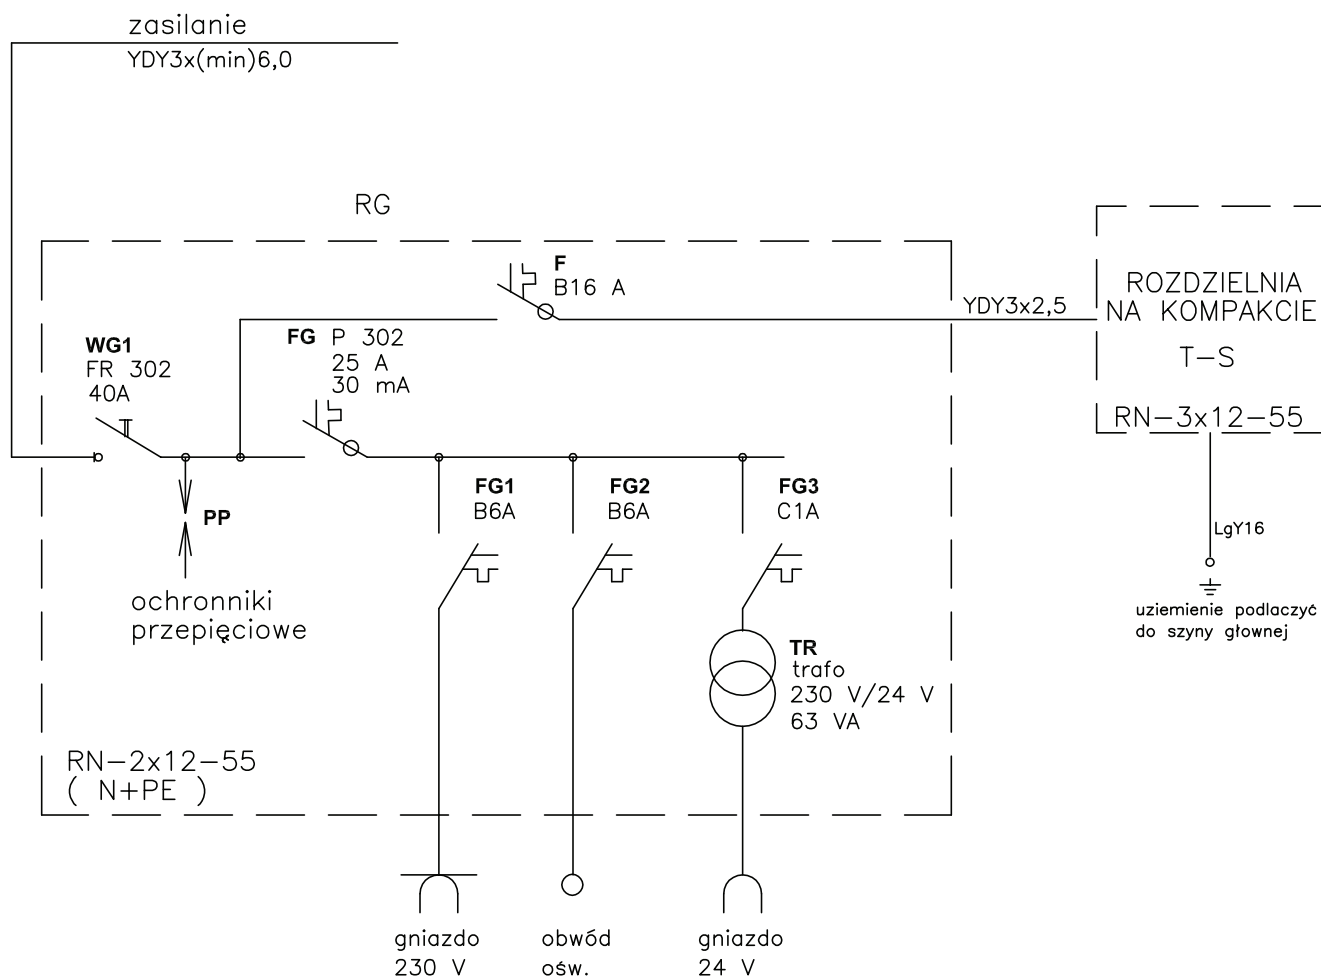 zasilanie
YDY3x(min)6,0
RG
F
B16 A
YDY3x2,5
ROZDZIELNIA
NA KOMPAKCIE
T-S
RN-3x12-55
WG1
FR 302
40A
FG P 302
25 A
30 mA
PP
ochronniki
przepięciowe
FG1
B6A
FG2
B6A
FG3
C1A
LgY16
uziemienie podlaczyć
do szyny głownej
TR
trafo
230 V/24 V
63 VA
RN-2x12-55
( N+PE )
gniazdo
230 V
obwód
ośw.
gniazdo
24 V